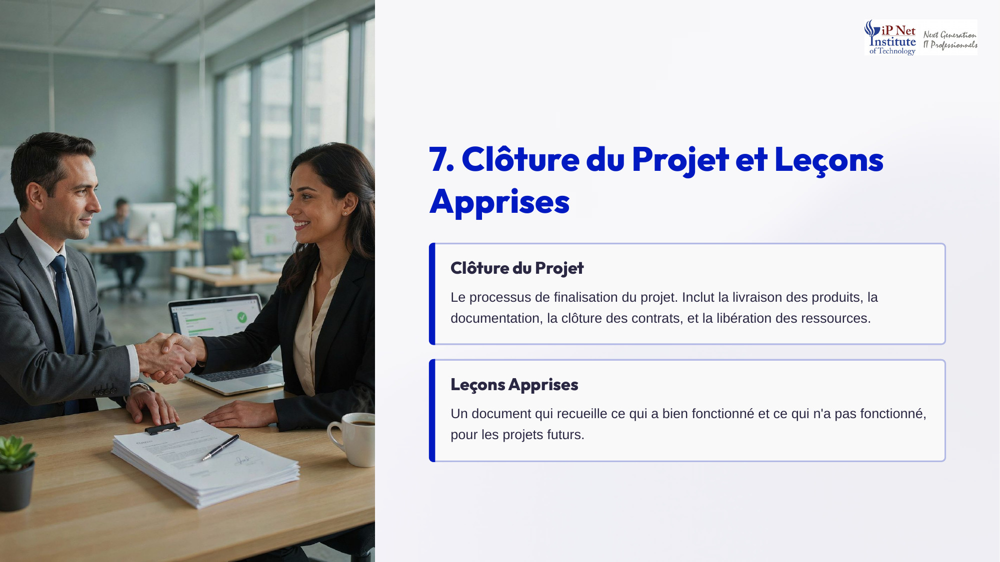 iP Net
Institute
of Technology
Next Generation
IT Professionnels
7. Clôture du Projet et Leçons
Apprises
Clôture du Projet
Le processus de finalisation du projet. Inclut la livraison des produits, la
documentation, la clôture des contrats, et la libération des ressources.
Leçons Apprises
Un document qui recueille ce qui a bien fonctionné et ce qui n'a pas fonctionné,
pour les projets futurs.